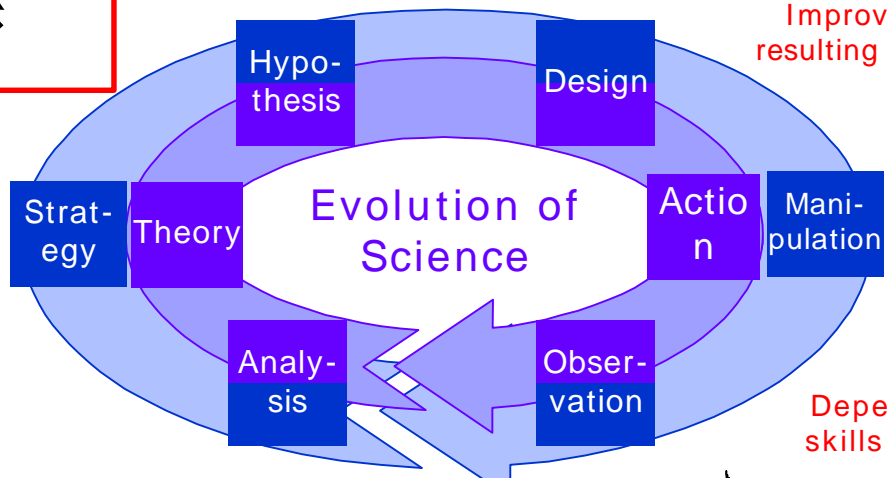 Improv
resulting
Hypo-
thesis
Design
Strat-
egy
Theory
Evolution of
Science
Actio
n
Mani-
pulation
Analy-
sis
Obser-
vation
Depe
skills